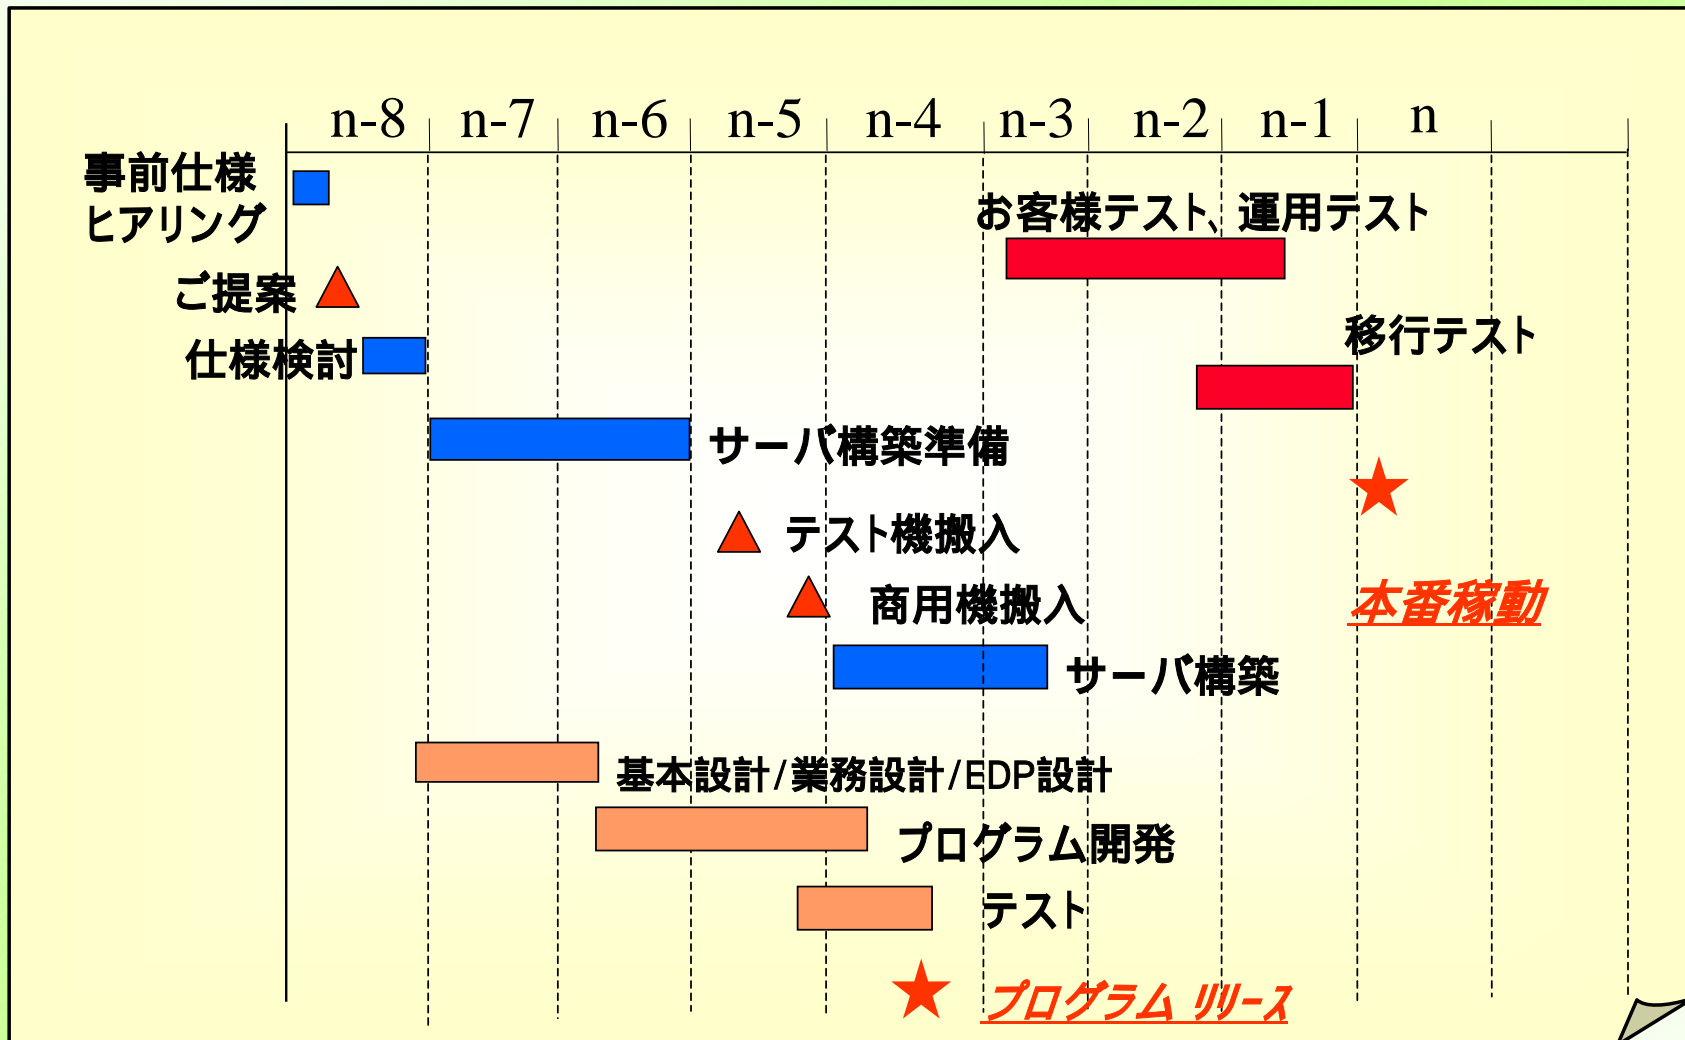 n-8 n-7 n-6 n-5 n-4 n-3 n-2 n-1 n
事前仕様
ヒアリング
お客様テスト、運用テスト
ご提案
移行テスト
仕様検討
サーバ構築準備
テスト機搬入
商用機搬入
本番稼動
サーバ構築
基本設計/業務設計/EDP設計
プログラム開発
テスト
プログラム リリース